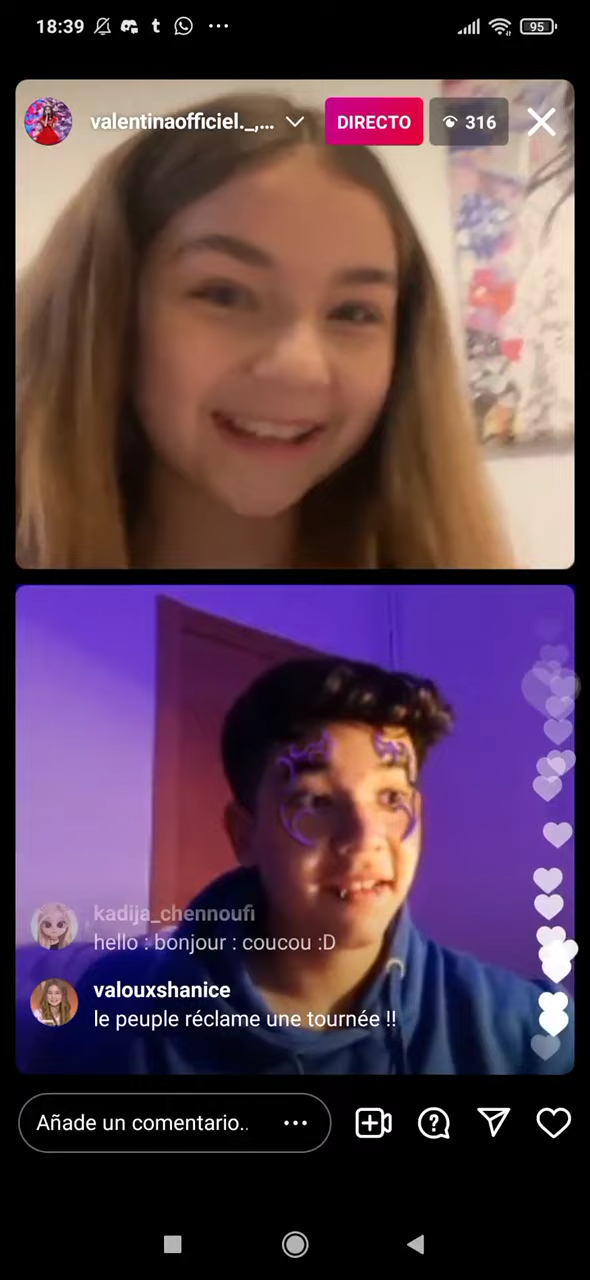 18:39
95
valentinaofficiel._,...
DIRECTO
316
kadija_chennoufi
hello : bonjour : coucou :D
valouxshanice
le peuple réclame une tournée !!
Añade un comentario..